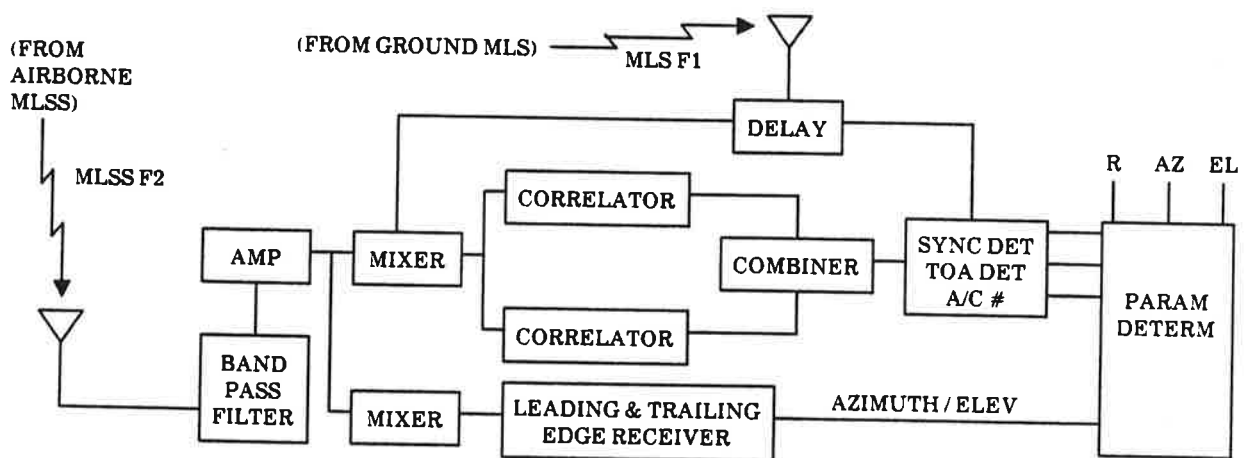 (FROM
AIRBORNE
MLSS)
(FROM GROUND MLS)
MLS F1
MLSS F2
DELAY
R AZ EL
CORRELATOR
AMP
MIXER
COMBINER
SYNC DET
TOA DET
A/C #
PARAM
DETERM
CORRELATOR
BAND
PASS
FILTER
MIXER
LEADING & TRAILING
EDGE RECEIVER
AZIMUTH / ELEV